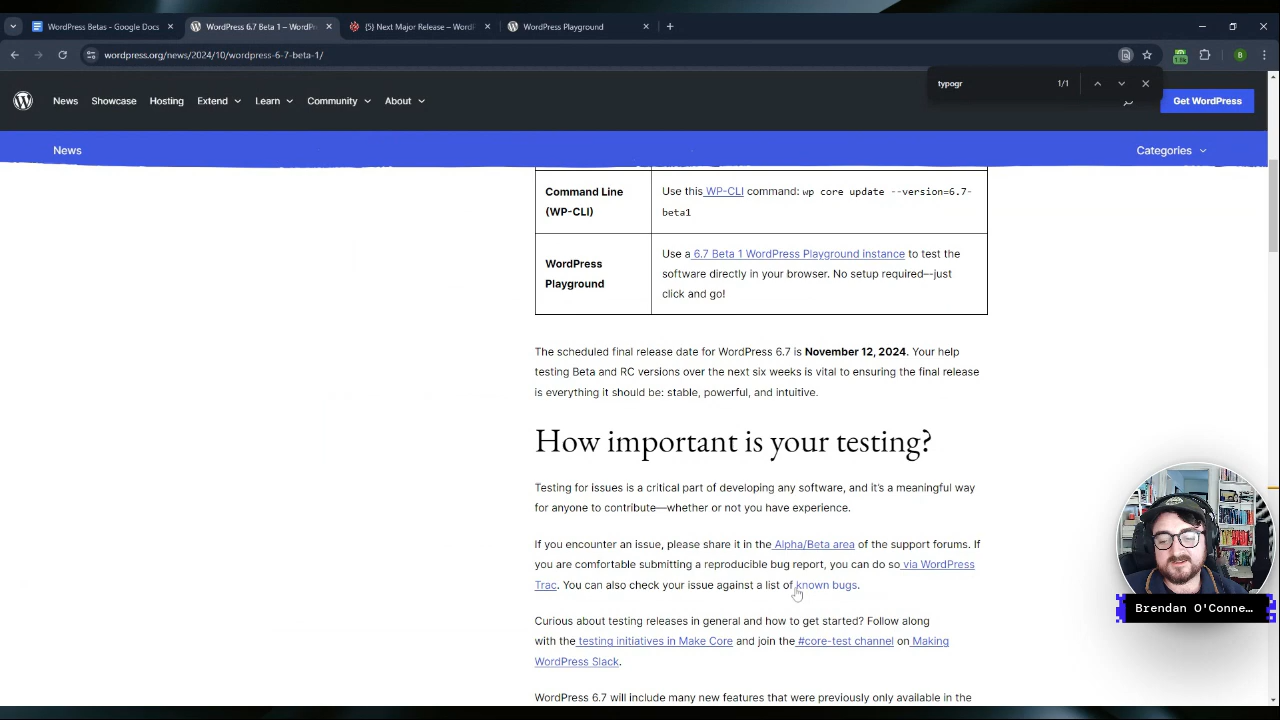 WordPress Betas - Google Docs
WordPress 6.7 Beta 1 – WordPr
(5) Next Major Release – Word
WordPress Playground
wordpress.org/news/2024/10/wordpress-6-7-beta-1/
1.0k
B
typogr
1/1
News
Showcase
Hosting
Extend
Learn
Community
About
Get WordPress
News
Categories
Command Line
(WP-CLI)
Use this WP-CLI command: wp core update --version=6.7-
beta1
WordPress
Playground
Use a 6.7 Beta 1 WordPress Playground instance to test the
software directly in your browser. No setup required–-just
click and go!
The scheduled final release date for WordPress 6.7 is November 12, 2024. Your help
testing Beta and RC versions over the next six weeks is vital to ensuring the final release
is everything it should be: stable, powerful, and intuitive.
How important is your testing?
Testing for issues is a critical part of developing any software, and it's a meaningful way
for anyone to contribute—whether or not you have experience.
If you encounter an issue, please share it in the Alpha/Beta area of the support forums. If
you are comfortable submitting a reproducible bug report, you can do so via WordPress
Trac. You can also check your issue against a list of known bugs.
Curious about testing releases in general and how to get started? Follow along
with the testing initiatives in Make Core and join the #core-test channel on Making
WordPress Slack.
WordPress 6.7 will include many new features that were previously only available in the
Brendan O'Conne…